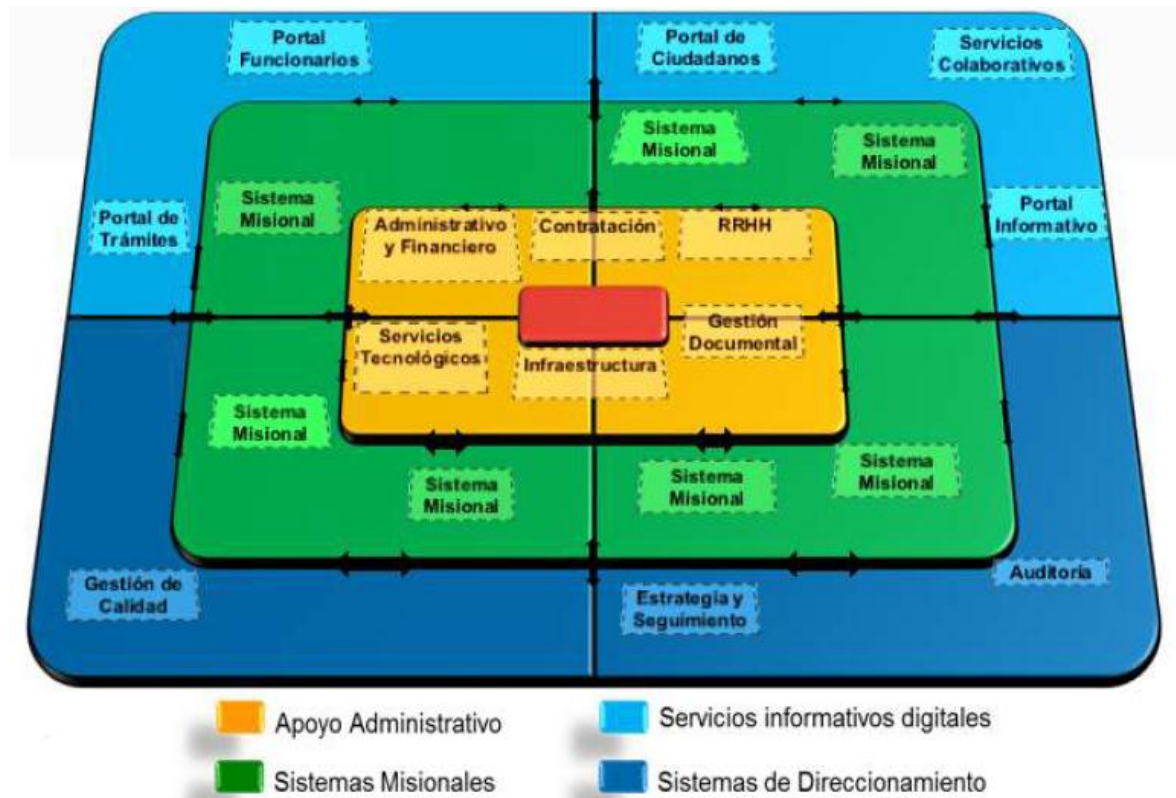 Portal
Funcionarios
Portal de
Ciudadanos
Servicios
Colaborativos
Sistema
Misional
Sistema
Misional
Sistema
Misional
Portal de
Trámites
Portal
Informativo
Administrativo
y Financiero
Contratación
RRHH
Servicios
Tecnológicos
Infraestructura
Gestión
Documental
Sistema
Misional
Sistema
Misional
Sistema
Misional
Sistema
Misional
Gestión de
Calidad
Estrategia y
Seguimiento
Auditoría
Apoyo Administrativo
Servicios informativos digitales
Sistemas Misionales
Sistemas de Direccionamiento